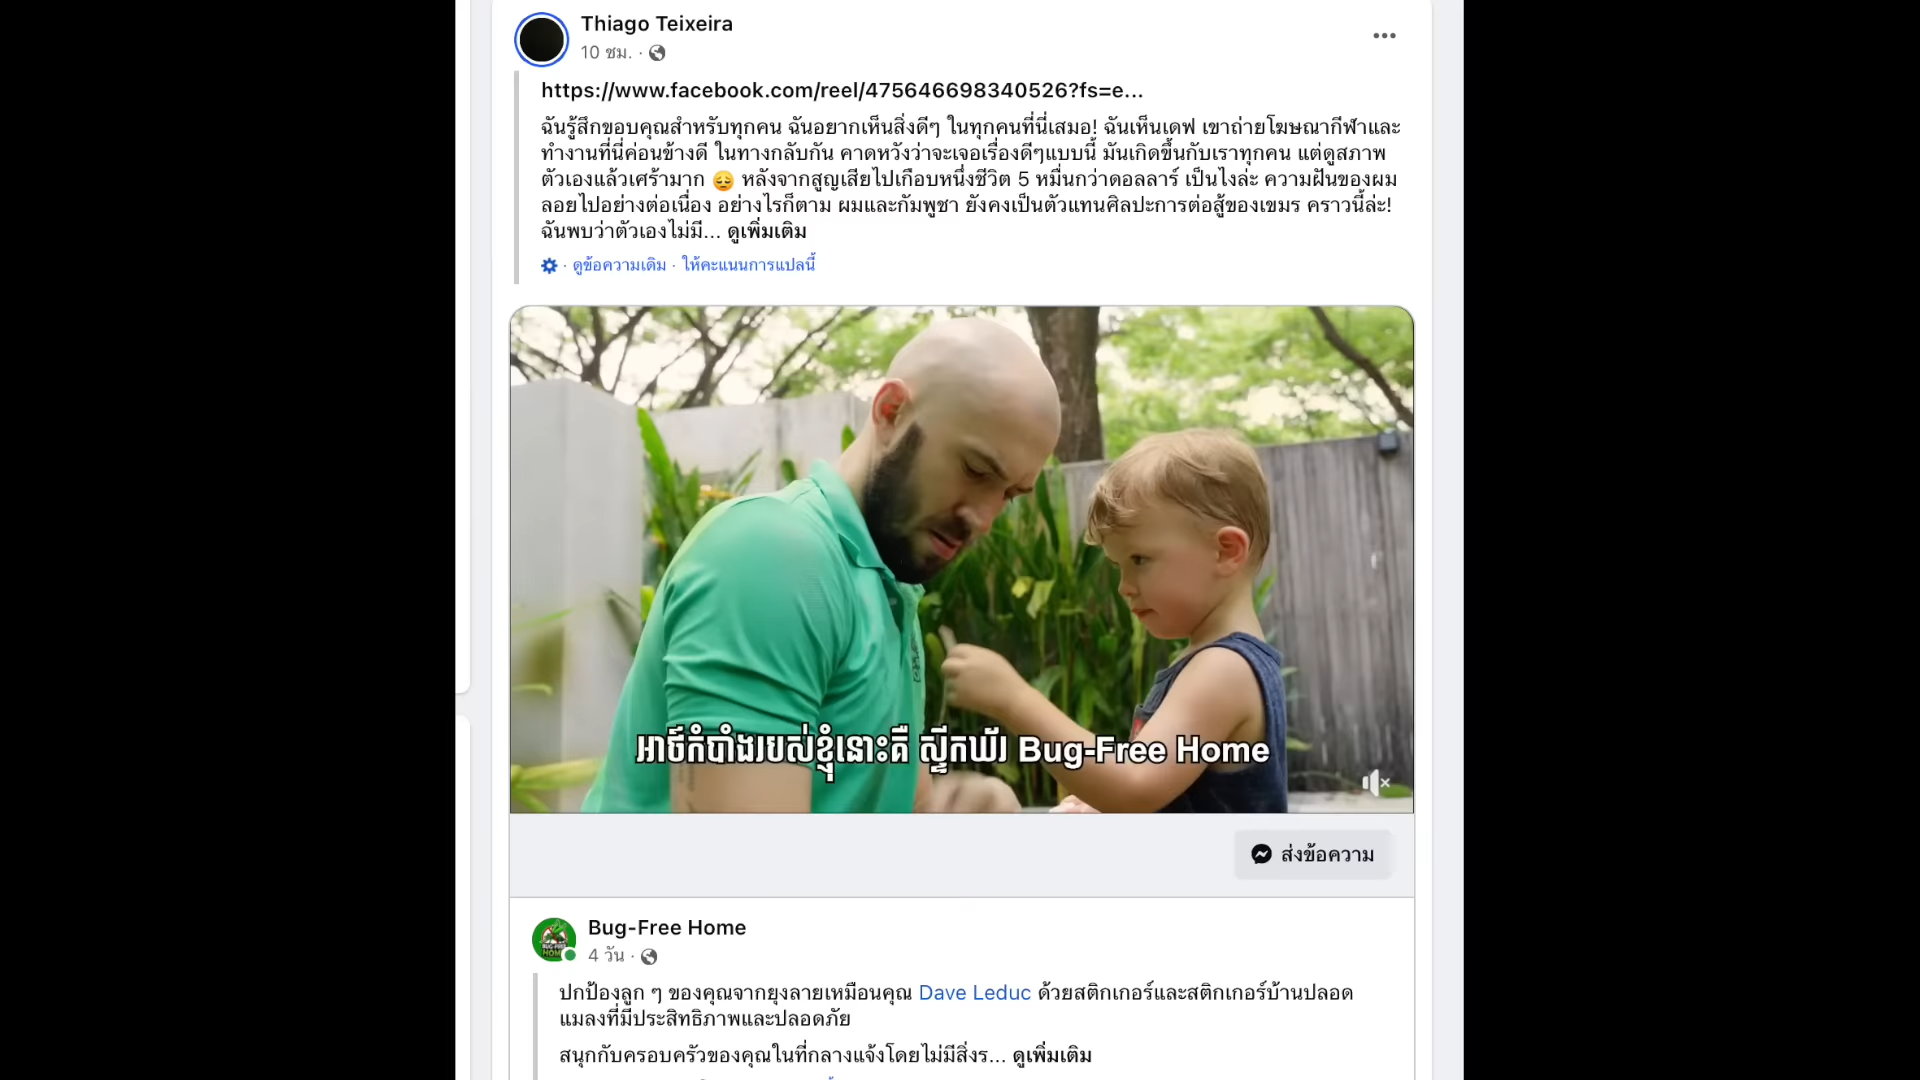 Thiago Teixeira
10 ชม. ·
https://www.facebook.com/reel/475646698340526?fs=e...
ฉันรู้สึกขอบคุณสำหรับทุกคน ฉันอยากเห็นสิ่งดีๆ ในทุกคนที่นี่เสมอ! ฉันเห็นเดฟ เขาถ่ายโฆษณากีฬาและ
ทำงานที่นี่ค่อนข้างดี ในทางกลับกัน คาดหวังว่าจะเจอเรื่องดีๆแบบนี้ มันเกิดขึ้นกับเราทุกคน แต่ดูสภาพ
ตัวเองแล้วเศร้ามาก 😔 หลังจากสูญเสียไปเกือบหนึ่งชีวิต 5 หมื่นกว่าดอลลาร์ เป็นไงล่ะ ความฝันของผม
ลอยไปอย่างต่อเนื่อง อย่างไรก็ตาม ผมและกัมพูชา ยังคงเป็นตัวแทนศิลปะการต่อสู้ของเขมร คราวนี้ล่ะ!
ฉันพบว่าตัวเองไม่มี... ดูเพิ่มเติม
· ดูข้อความเดิม · ให้คะแนนการแปลนี้
អាថ៌កំបាំងរបស់ខ្ញុំនោះគឺ ស្ទីកឃ័រ Bug-Free Home
ส่งข้อความ
Bug-Free Home
4 วัน ·
ปกป้องลูก ๆ ของคุณจากยุงลายเหมือนคุณ Dave Leduc ด้วยสติกเกอร์และสติกเกอร์บ้านปลอด
แมลงที่มีประสิทธิภาพและปลอดภัย
สนุกกับครอบครัวของคุณในที่กลางแจ้งโดยไม่มีสิ่งร... ดูเพิ่มเติม